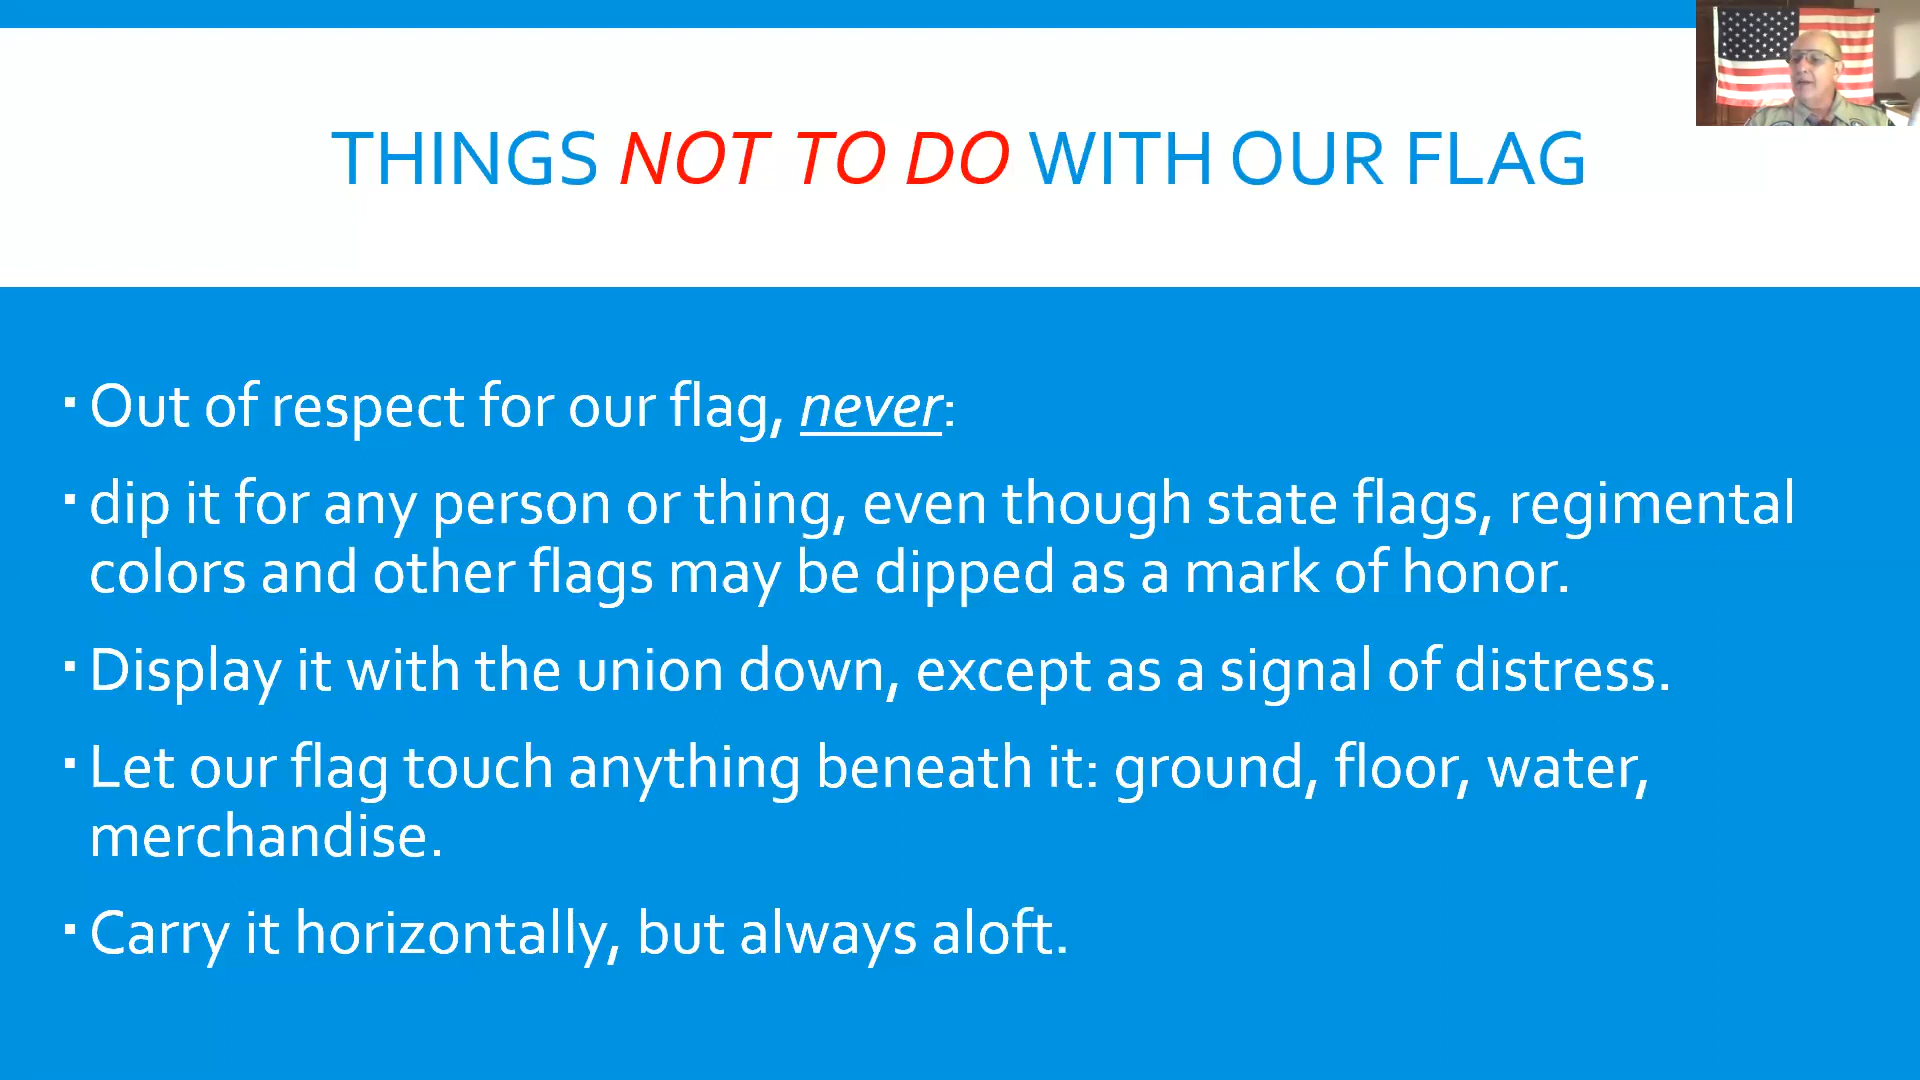 THINGS NOT TO DO WITH OUR FLAG
▪ Out of respect for our flag, never:
▪ dip it for any person or thing, even though state flags, regimental
colors and other flags may be dipped as a mark of honor.
▪ Display it with the union down, except as a signal of distress.
▪ Let our flag touch anything beneath it: ground, floor, water,
merchandise.
▪ Carry it horizontally, but always aloft.